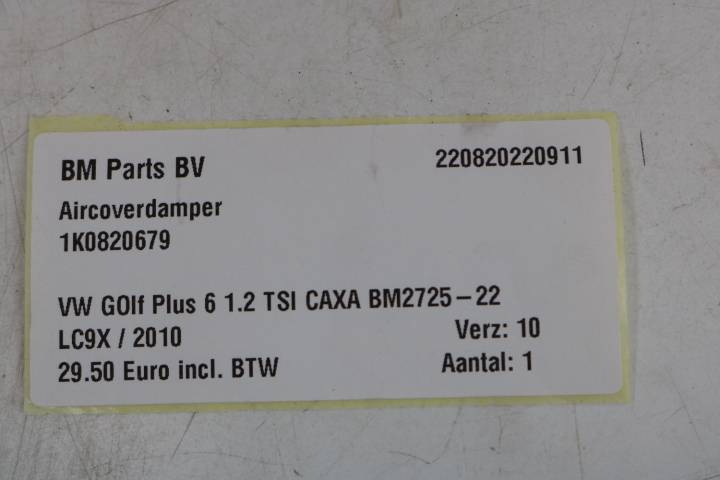 BM Parts BV 220820220911
Aircoverdamper
1K0820679
VW GOlf Plus 6 1.2 TSI CAXA BM2725-22
LC9X / 2010 Verz: 10
29.50 Euro incl. BTW Aantal: 1